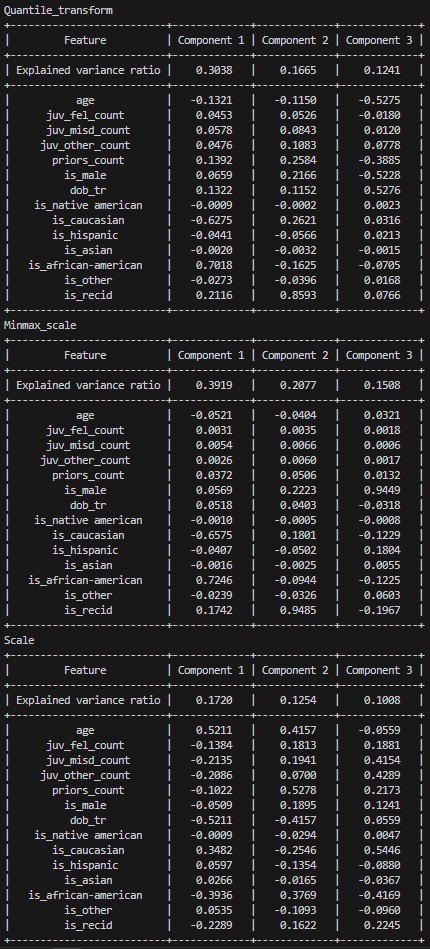 Quantile_transform
+-------------------------+-------------+-------------+-------------+
| Feature | Component 1 | Component 2 | Component 3 |
+-------------------------+-------------+-------------+-------------+
| Explained variance ratio | 0.3038 | 0.1665 | 0.1241 |
+-------------------------+-------------+-------------+-------------+
| age | -0.1321 | -0.1150 | -0.5275 |
| juv_fel_count | 0.0453 | 0.0526 | -0.0180 |
| juv_misd_count | 0.0578 | 0.0843 | 0.0120 |
| juv_other_count | 0.0476 | 0.1083 | 0.0778 |
| priors_count | 0.1392 | 0.2584 | -0.3885 |
| is_male | 0.0659 | 0.2166 | -0.5228 |
| dob_tr | 0.1322 | 0.1152 | 0.5276 |
| is_native american | -0.0009 | -0.0002 | 0.0023 |
| is_caucasian | -0.6275 | 0.2621 | 0.0316 |
| is_hispanic | -0.0441 | -0.0566 | 0.0213 |
| is_asian | -0.0020 | -0.0032 | -0.0015 |
| is_african-american | 0.7018 | -0.1625 | -0.0705 |
| is_other | -0.0273 | -0.0396 | 0.0168 |
| is_recid | 0.2116 | 0.8593 | 0.0766 |
+-------------------------+-------------+-------------+-------------+
Minmax_scale
+-------------------------+-------------+-------------+-------------+
| Feature | Component 1 | Component 2 | Component 3 |
+-------------------------+-------------+-------------+-------------+
| Explained variance ratio | 0.3919 | 0.2077 | 0.1508 |
+-------------------------+-------------+-------------+-------------+
| age | -0.0521 | -0.0404 | 0.0321 |
| juv_fel_count | 0.0031 | 0.0035 | 0.0018 |
| juv_misd_count | 0.0054 | 0.0066 | 0.0006 |
| juv_other_count | 0.0026 | 0.0060 | 0.0017 |
| priors_count | 0.0372 | 0.0506 | 0.0132 |
| is_male | 0.0569 | 0.2223 | 0.9449 |
| dob_tr | 0.0518 | 0.0403 | -0.0318 |
| is_native american | -0.0010 | -0.0005 | -0.0008 |
| is_caucasian | -0.6575 | 0.1801 | -0.1229 |
| is_hispanic | -0.0407 | -0.0502 | 0.1804 |
| is_asian | -0.0016 | -0.0025 | 0.0055 |
| is_african-american | 0.7246 | -0.0944 | -0.1225 |
| is_other | -0.0239 | -0.0326 | 0.0603 |
| is_recid | 0.1742 | 0.9485 | -0.1967 |
+-------------------------+-------------+-------------+-------------+
Scale
+-------------------------+-------------+-------------+-------------+
| Feature | Component 1 | Component 2 | Component 3 |
+-------------------------+-------------+-------------+-------------+
| Explained variance ratio | 0.1720 | 0.1254 | 0.1008 |
+-------------------------+-------------+-------------+-------------+
| age | 0.5211 | 0.4157 | -0.0559 |
| juv_fel_count | -0.1384 | 0.1813 | 0.1881 |
| juv_misd_count | -0.2135 | 0.1941 | 0.4154 |
| juv_other_count | -0.2086 | 0.0700 | 0.4289 |
| priors_count | -0.1022 | 0.5278 | 0.2173 |
| is_male | -0.0509 | 0.1895 | 0.1241 |
| dob_tr | -0.5211 | -0.4157 | 0.0559 |
| is_native american | -0.0009 | -0.0294 | 0.0047 |
| is_caucasian | 0.3482 | -0.2546 | 0.5446 |
| is_hispanic | 0.0597 | -0.1354 | -0.0880 |
| is_asian | 0.0266 | -0.0165 | -0.0367 |
| is_african-american | -0.3936 | 0.3769 | -0.4169 |
| is_other | 0.0535 | -0.1093 | -0.0960 |
| is_recid | -0.2289 | 0.1622 | 0.2245 |
+-------------------------+-------------+-------------+-------------+